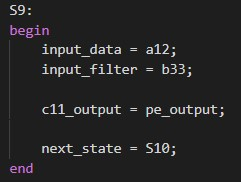 S9:
begin
input_data = a12;
input_filter = b33;
c11_output = pe_output;
next_state = S10;
end